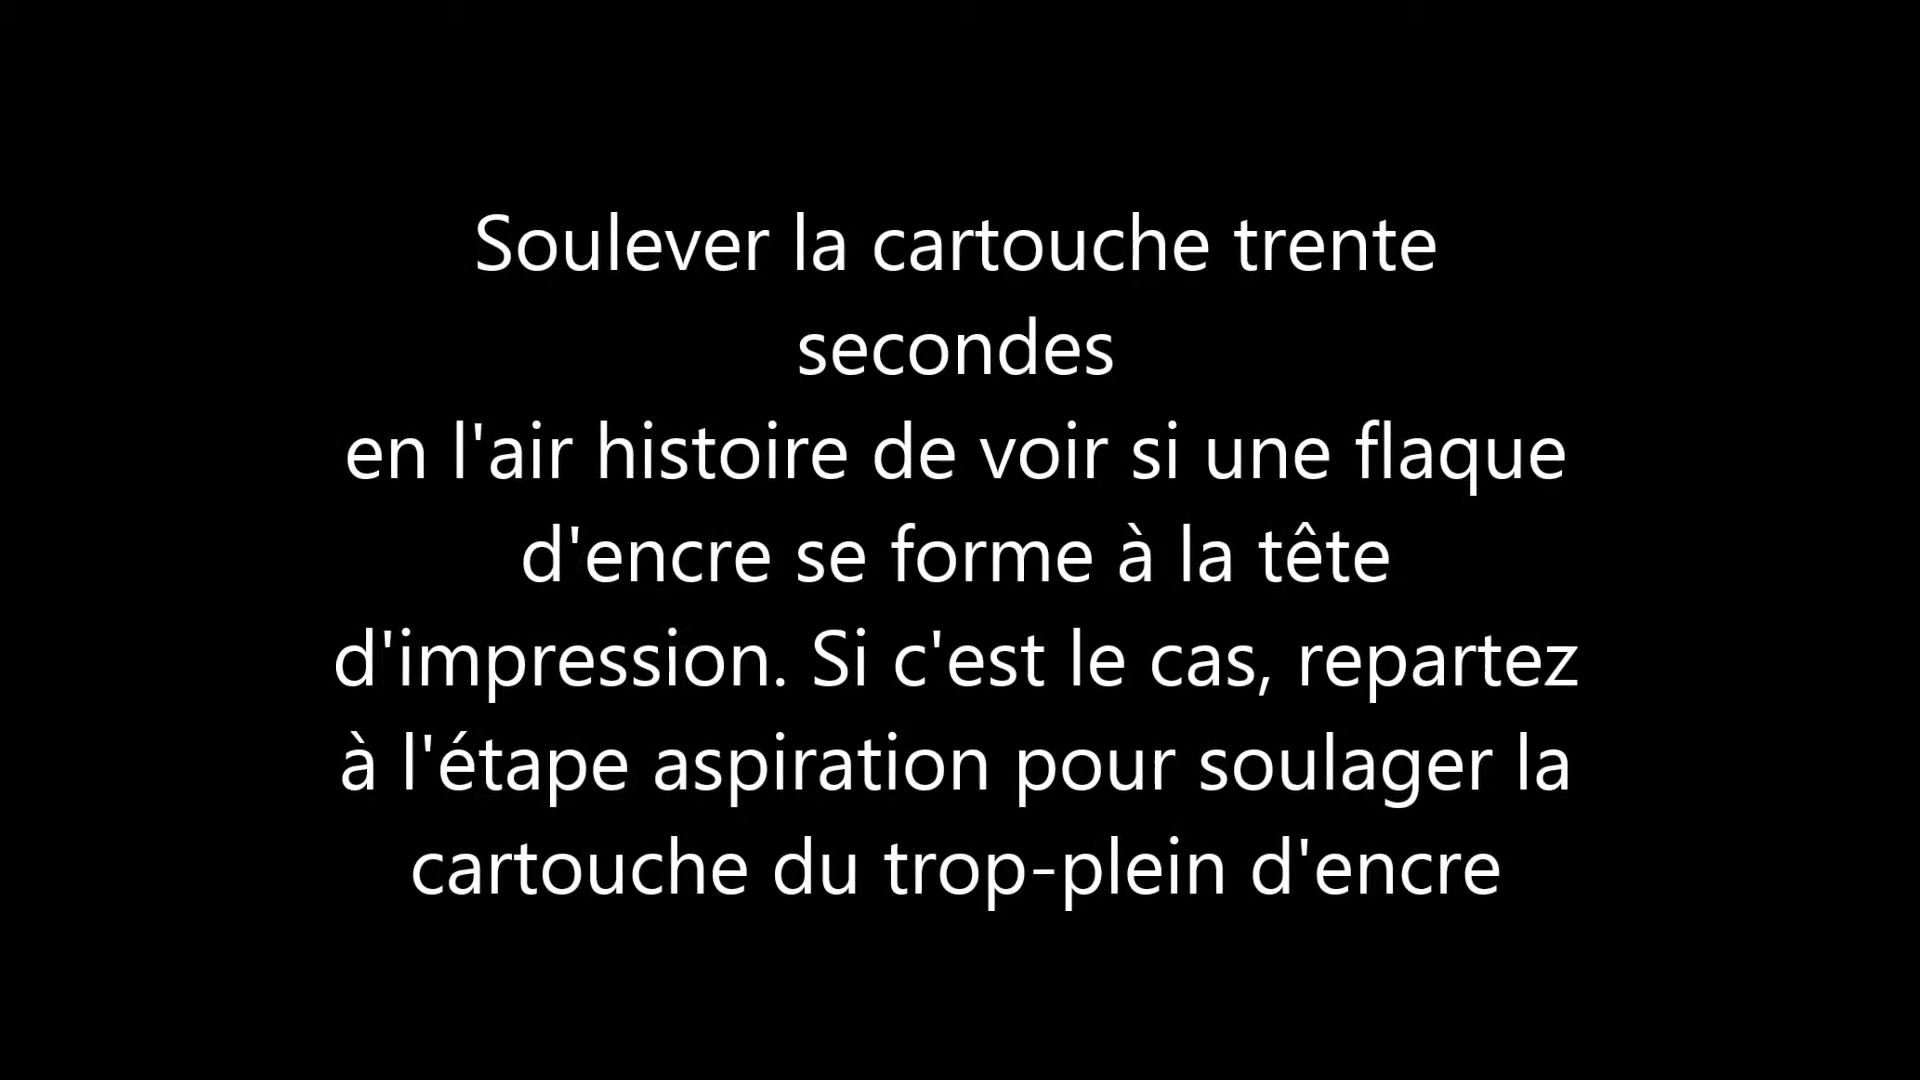 Soulever la cartouche trente
secondes
en l'air histoire de voir si une flaque
d'encre se forme à la tête
d'impression. Si c'est le cas, repartez
à l'étape aspiration pour soulager la
cartouche du trop-plein d'encre